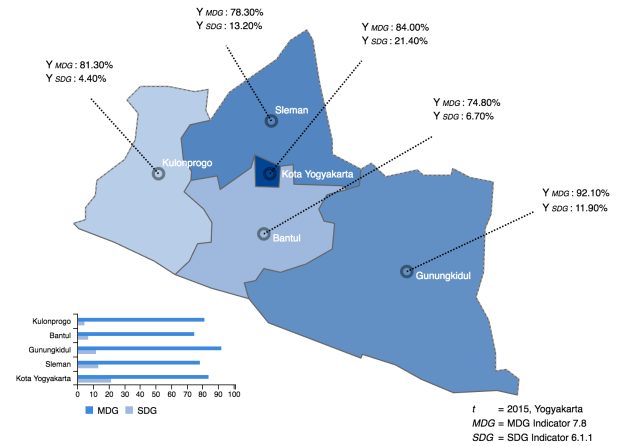 Y MDG : 78.30%
Y SDG : 13.20%
Y MDG : 84.00%
Y SDG : 21.40%
Y MDG : 81.30%
Y SDG : 4.40%
Y MDG : 74.80%
Y SDG : 6.70%
Y MDG : 92.10%
Y SDG : 11.90%
Sleman
Kulonprogo
Kota Yogyakarta
Bantul
Gunungkidul
Kulonprogo
Bantul
Gunungkidul
Sleman
Kota Yogyakarta
0 10 20 30 40 50 60 70 80 90 100
MDG SDG
t = 2015, Yogyakarta
MDG = MDG Indicator 7.8
SDG = SDG Indicator 6.1.1